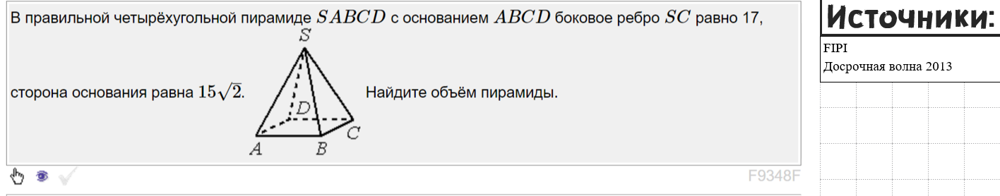 В правильной четырёхугольной пирамиде SABCD с основанием ABCD боковое ребро SC равно 17,
S
сторона основания равна 15√2.
Найдите объём пирамиды.
D
C
A
B
F9348F
Источники:
FIPI
Досрочная волна 2013